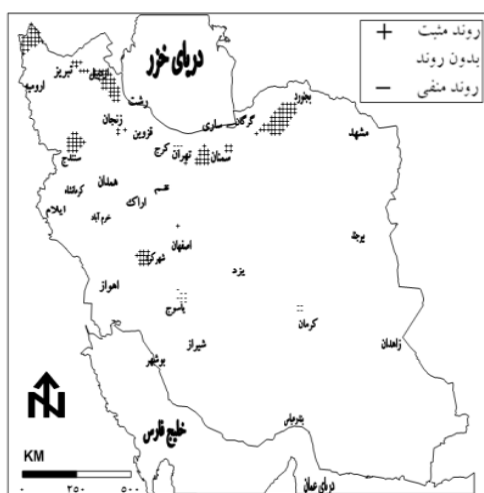 روند مثبت +
بدون روند
روند منفی −
دریای خزر
تبریز
اردبیل
ارومیه
رشت
بجنورد
زنجان
قزوین
ساری
گرگان
مشهد
کرج
تهران
سمنان
سنندج
همدان
کرمانشاه
قم
اراک
ایلام
خرم آباد
اصفهان
بیرجند
شهرکرد
یزد
اهواز
یاسوج
کرمان
شیراز
زاهدان
بوشهر
خلیج فارس
بندرعباس
دریای عمان
N
KM
۰ ۲۵۰ ۵۰۰